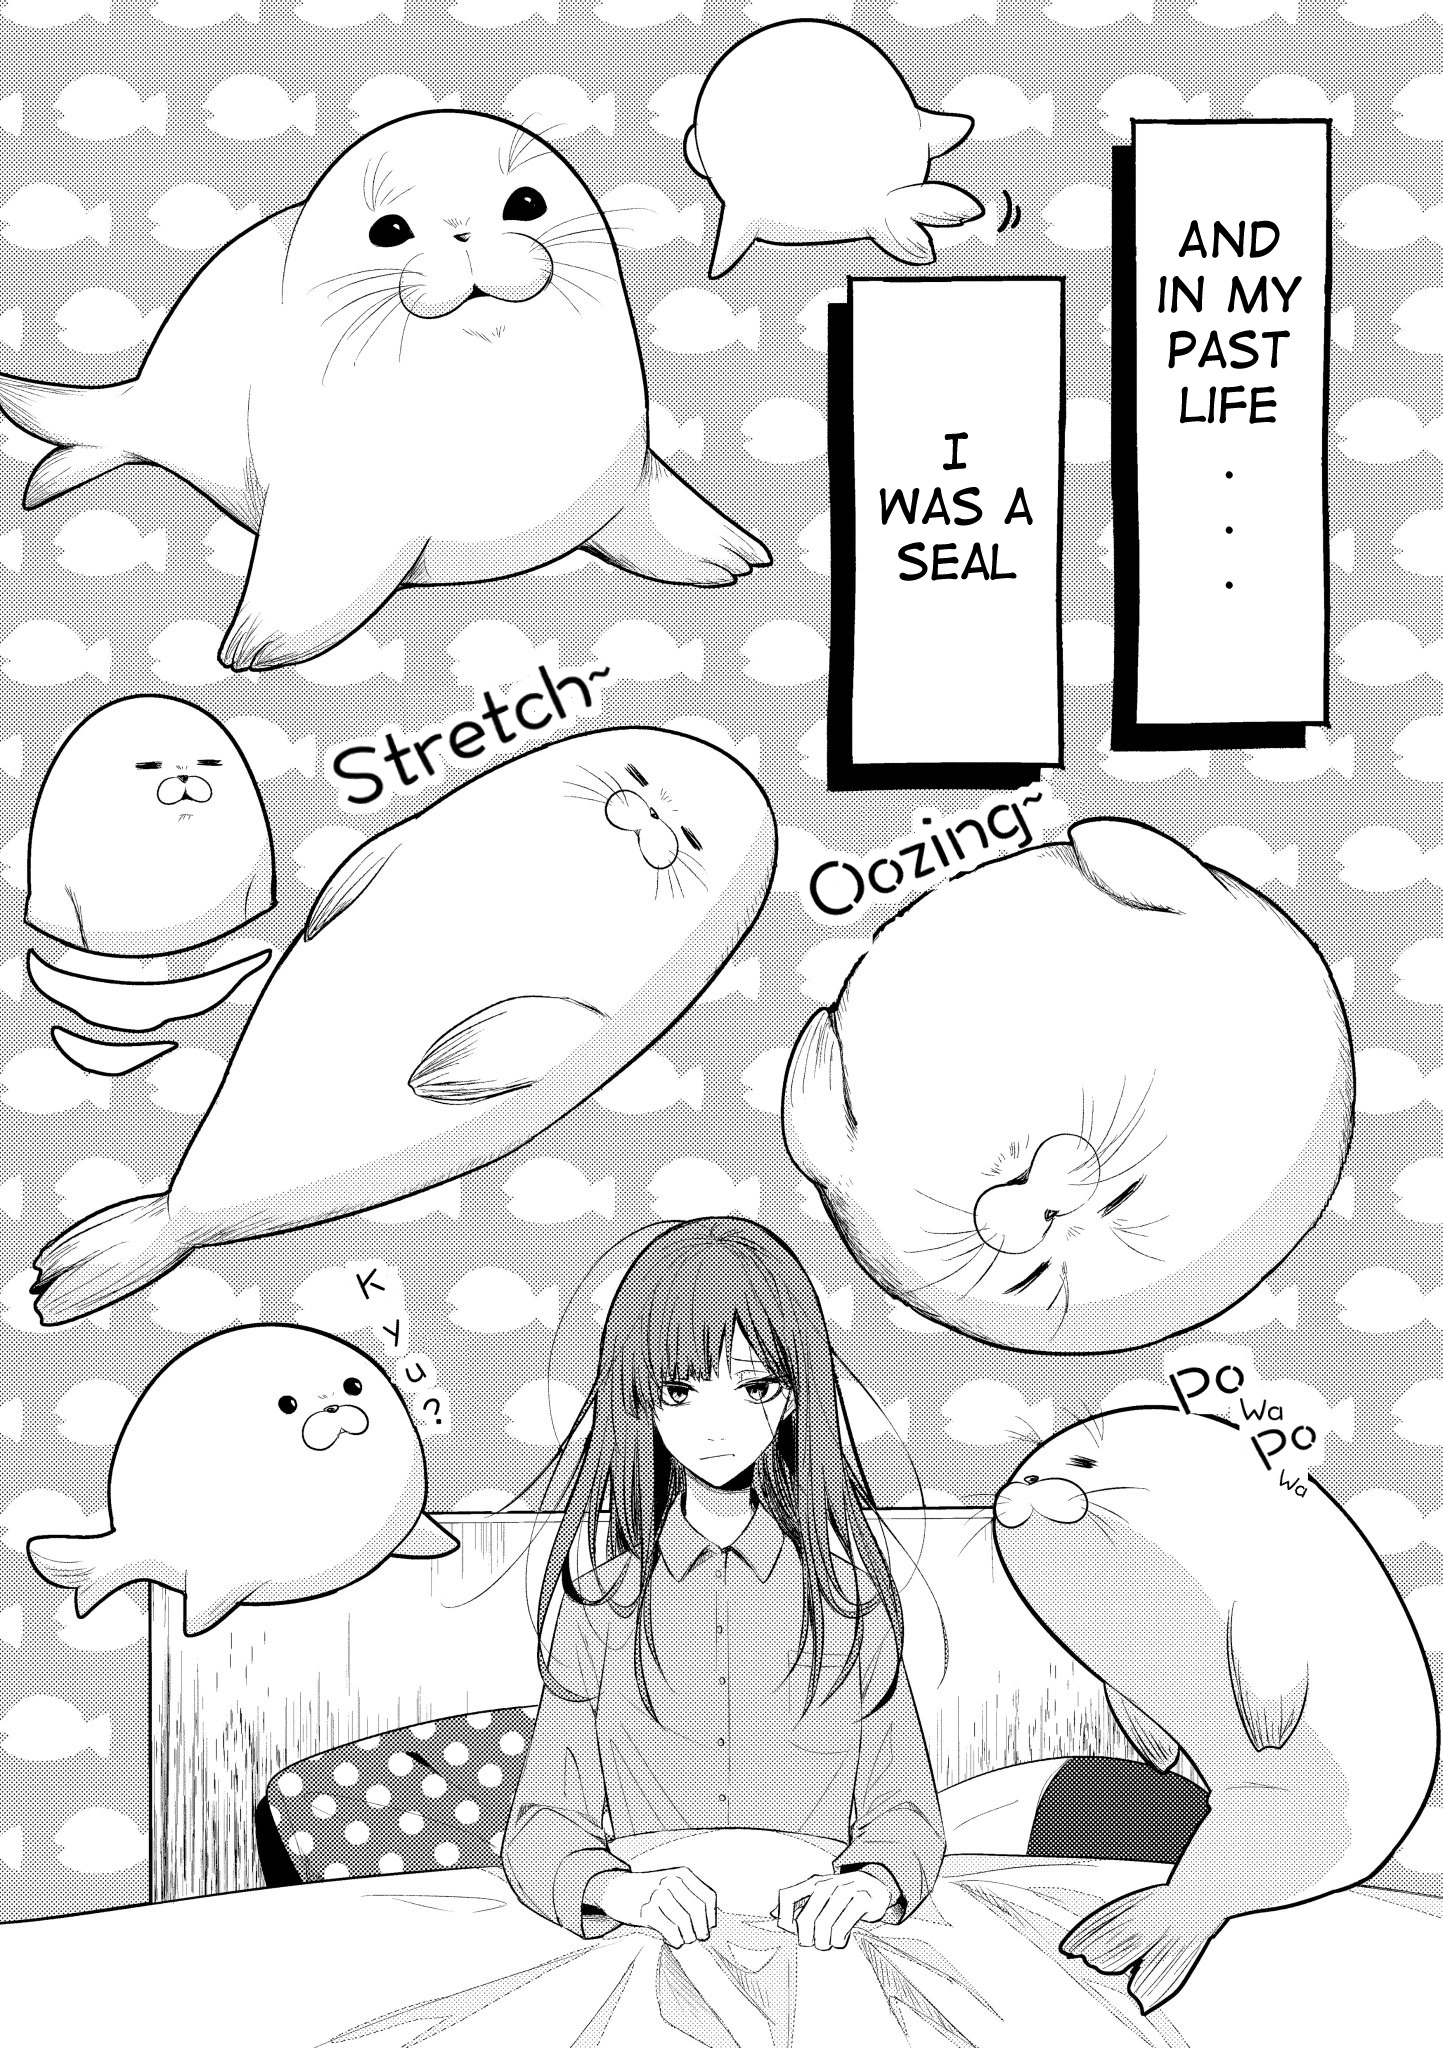 AND
IN MY
PAST
LIFE
.
.
.
I
WAS A
SEAL
Stretch~
Oozing~
Kyu?
Po
Wa
Po
Wa